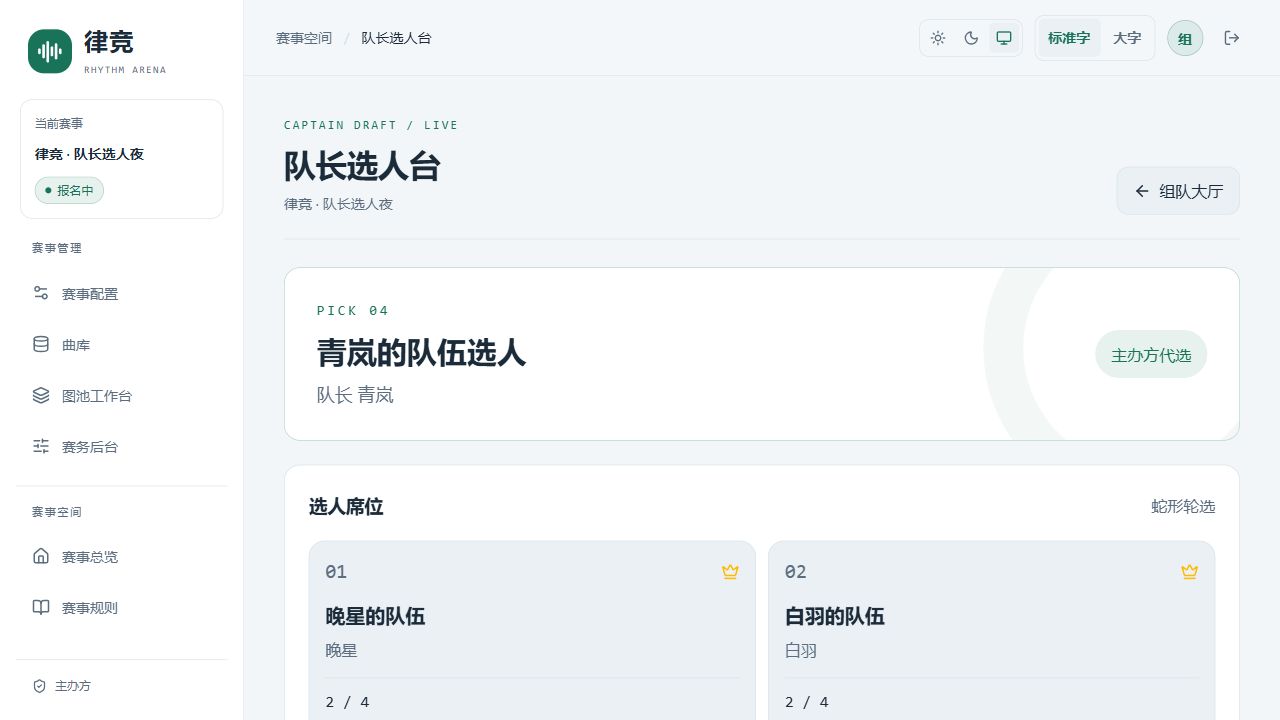 律竞
RHYTHM ARENA
当前赛事
律竞 · 队长选人夜
报名中
赛事管理
赛事配置
曲库
图池工作台
赛务后台
赛事空间
赛事总览
赛事规则
主办方
赛事空间 / 队长选人台
标准字 大字
组
CAPTAIN DRAFT / LIVE
队长选人台
律竞 · 队长选人夜
组队大厅
PICK 04
青岚的队伍选人
队长 青岚
主办方代选
选人席位
蛇形轮选
01
晚星的队伍
晚星
2 / 4
02
白羽的队伍
白羽
2 / 4